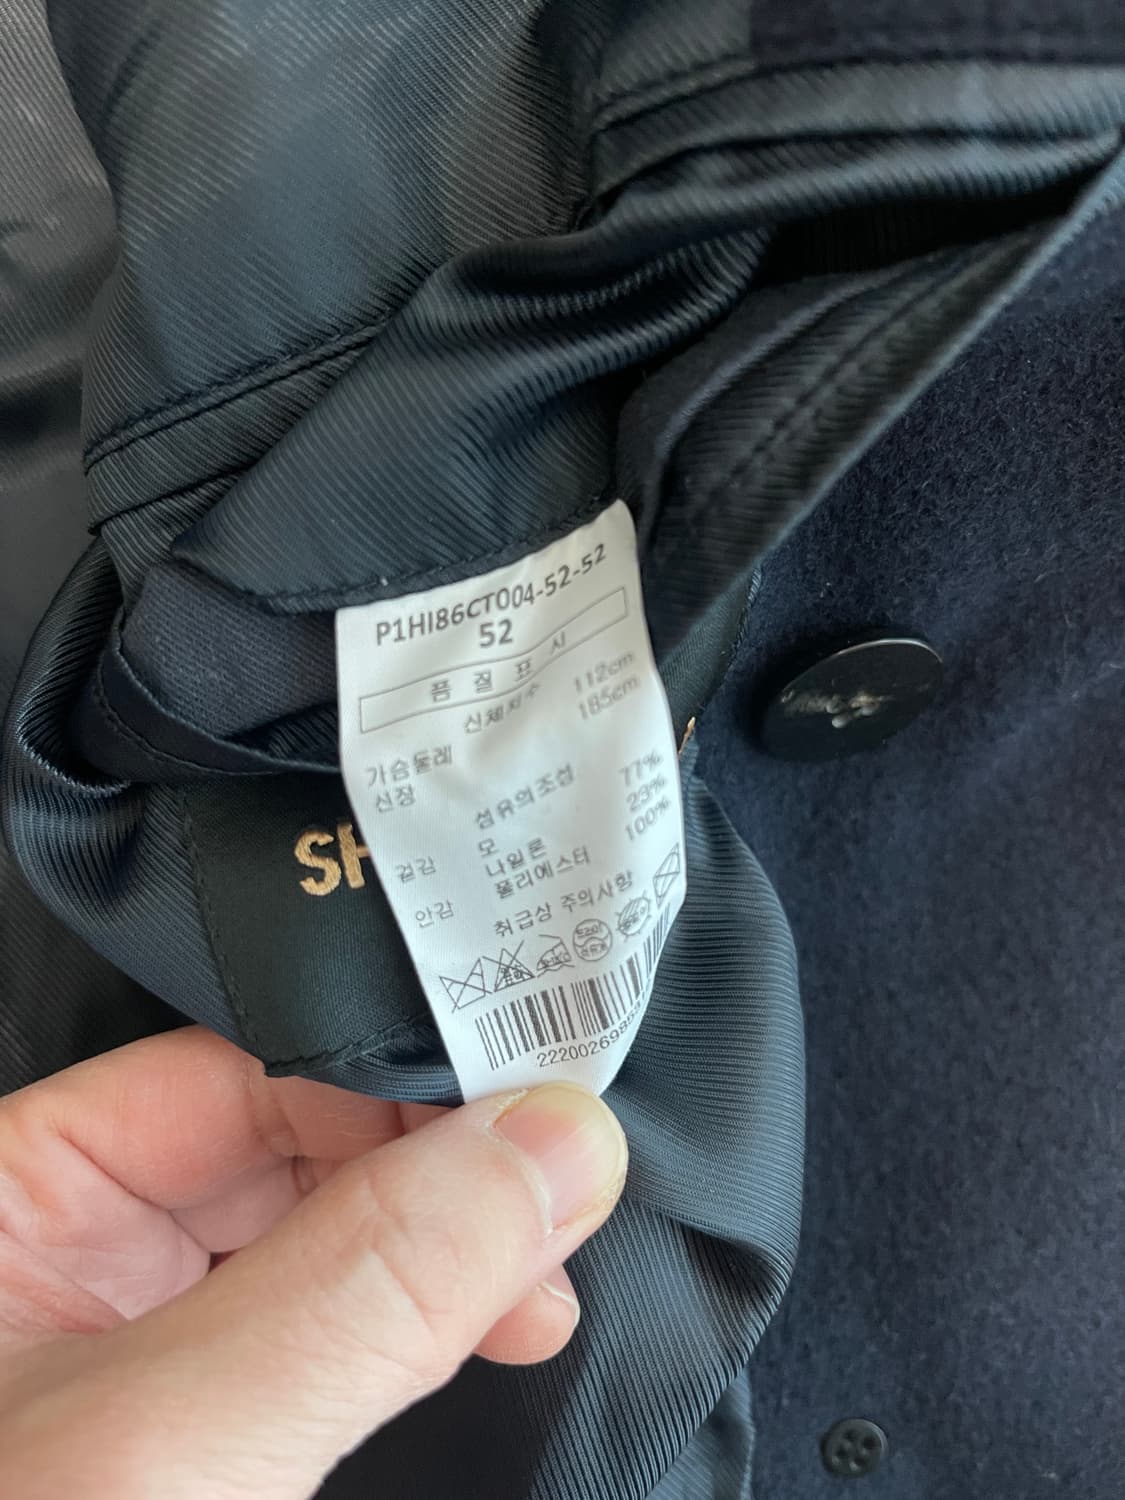 P1HI86CT004-52-52
52
품 질 표 시
신체치수
가슴둘레 112cm
신장 185cm
섬유의조성
겉감 모 77%
나일론 23%
안감 폴리에스터 100%
취급상 주의사항
222002698
SH